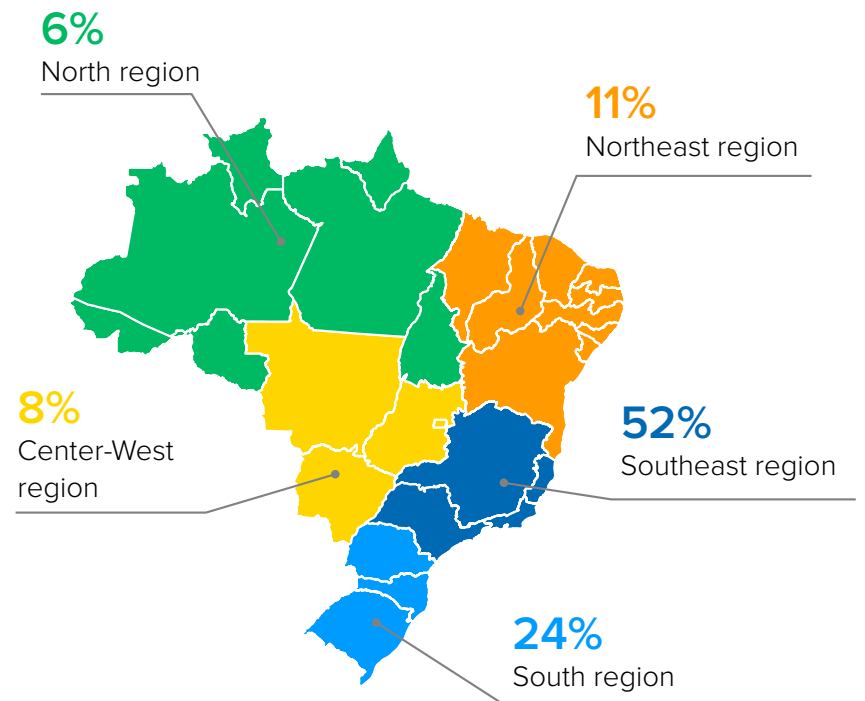 6%
North region
11%
Northeast region
8%
Center-West
region
52%
Southeast region
24%
South region